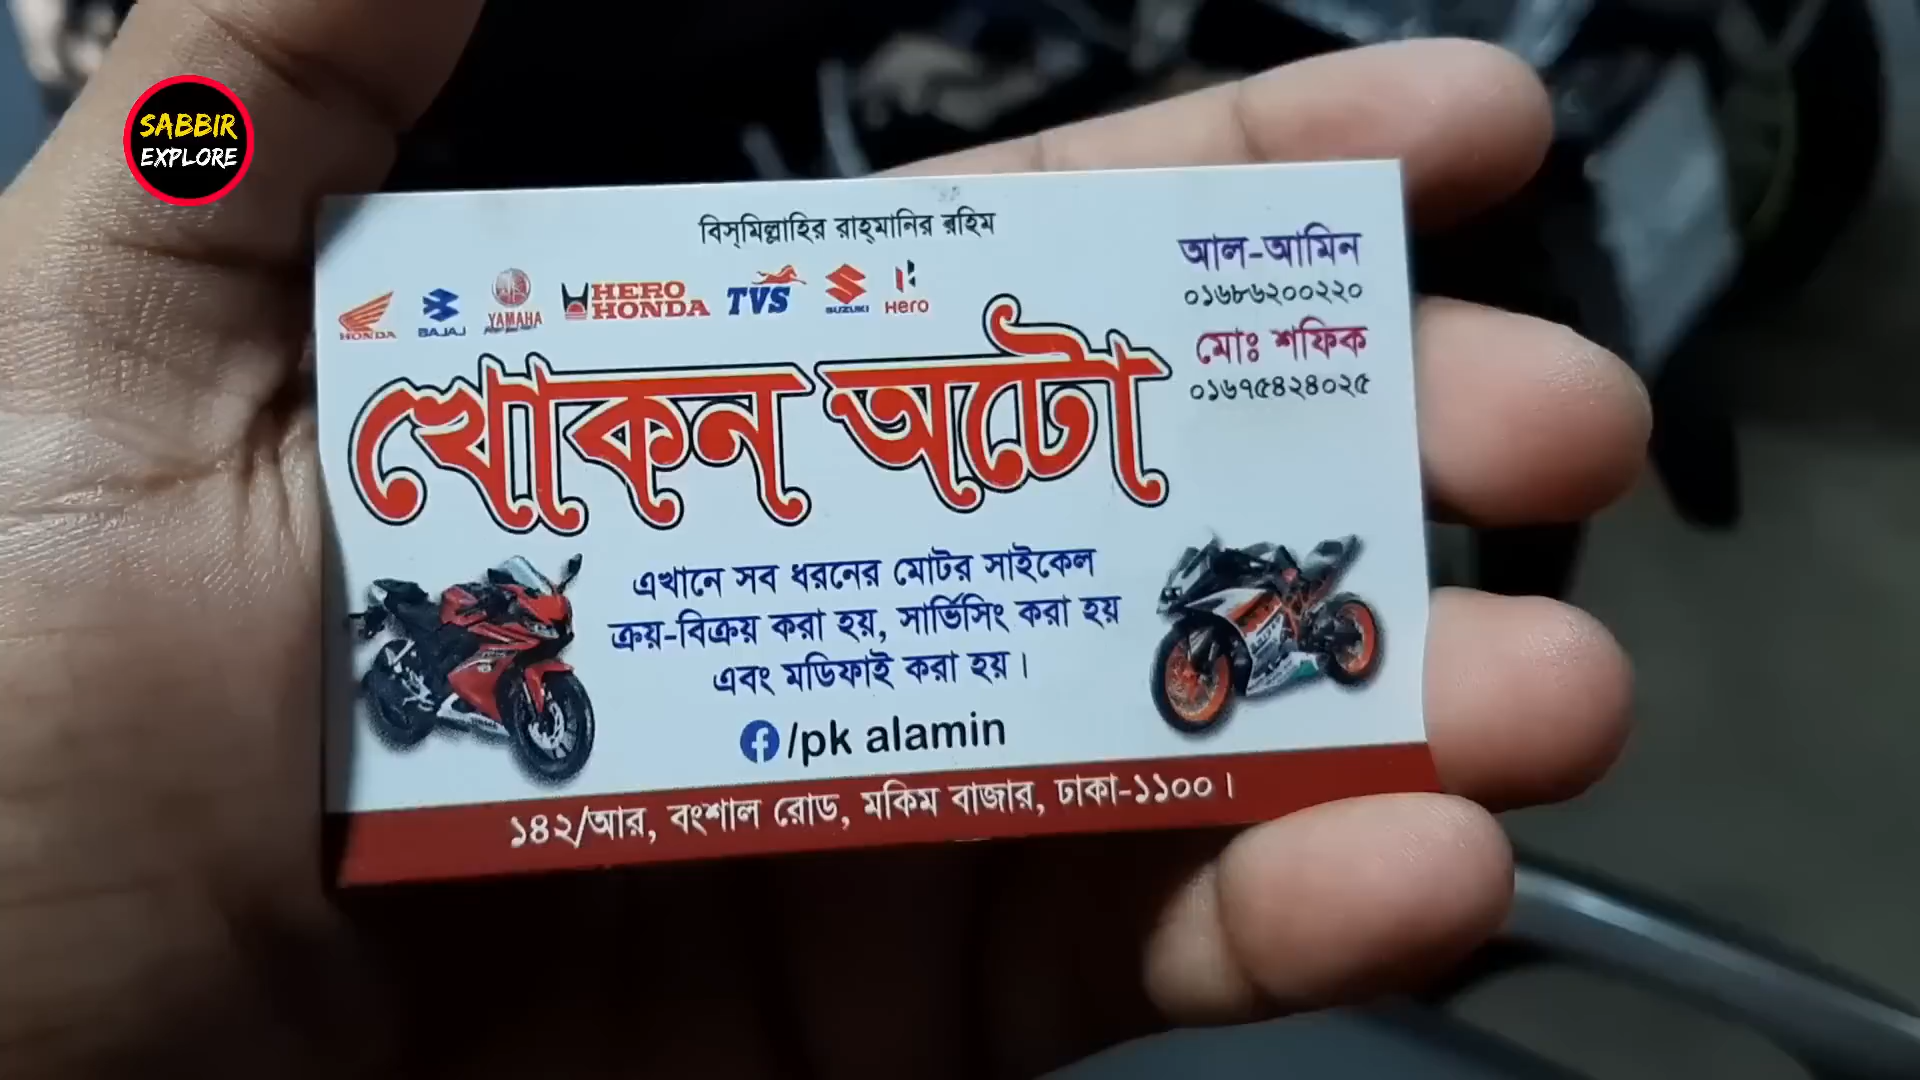 SABBIR
EXPLORE
বিস্‌মিল্লাহির রাহ্‌মানির রহিম
HONDA
BAJAJ
YAMAHA
HERO HONDA
TVS
SUZUKI
Hero
আল-আমিন
০১৬৮৬২০০২২০
মোঃ শফিক
০১৬৭৫৪২৪০২৫
খোকন অটো
এখানে সব ধরনের মোটর সাইকেল
ক্রয়-বিক্রয় করা হয়, সার্ভিসিং করা হয়
এবং মডিফাই করা হয়।
/pk alamin
১৪২/আর, বংশাল রোড, মকিম বাজার, ঢাকা-১১০০।